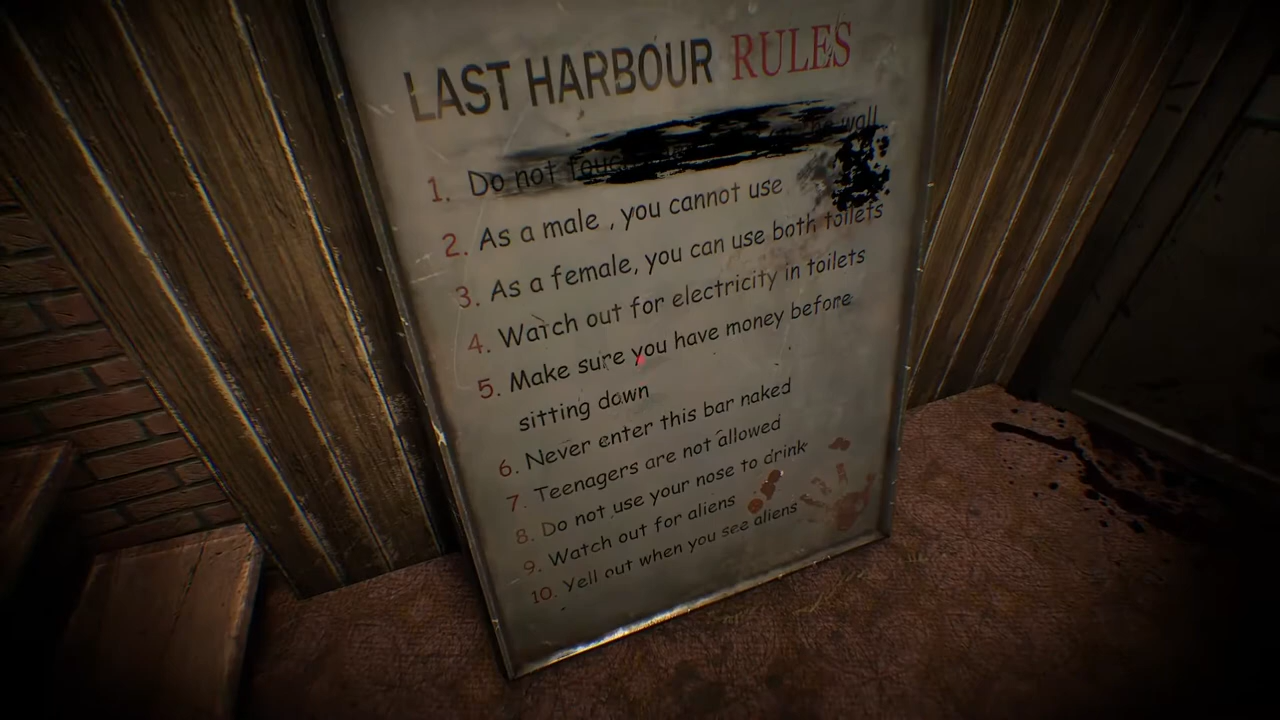 LAST HARBOUR RULES
1. Do not touch wall
2. As a male , you cannot use
3. As a female, you can use both toilets
4. Watch out for electricity in toilets
5. Make sure you have money before
sitting down
6. Never enter this bar naked
7. Teenagers are not allowed
8. Do not use your nose to drink
9. Watch out for aliens
10. Yell out when you see aliens